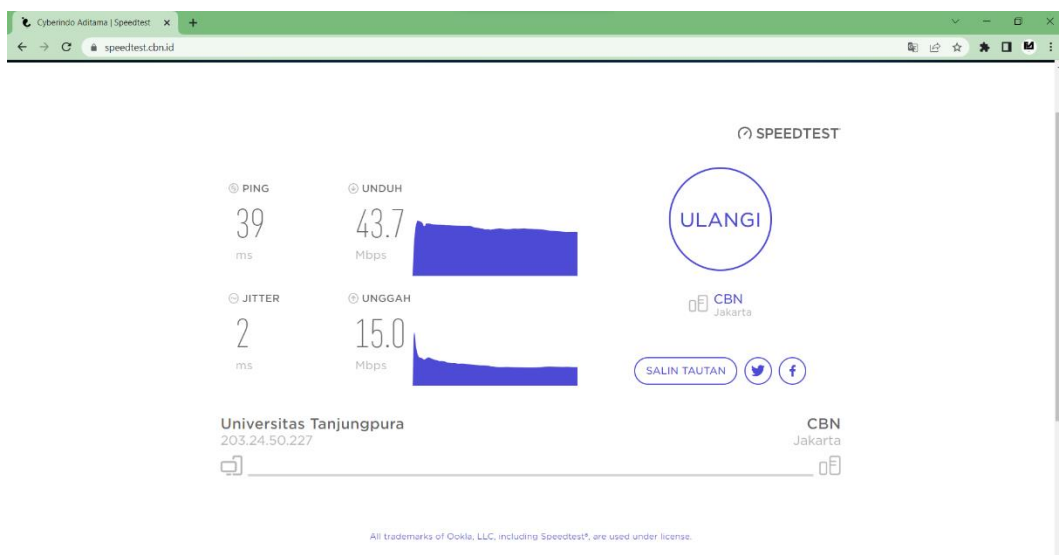 Cyberindo Aditama | Speedtest
speedtest.cbn.id
SPEEDTEST
PING
39
ms
UNDUH
43.7
Mbps
JITTER
2
ms
UNGGAH
15.0
Mbps
ULANGI
CBN
Jakarta
SALIN TAUTAN
Universitas Tanjungpura
203.24.50.227
CBN
Jakarta
All trademarks of Ookla, LLC, including Speedtest®, are used under license.